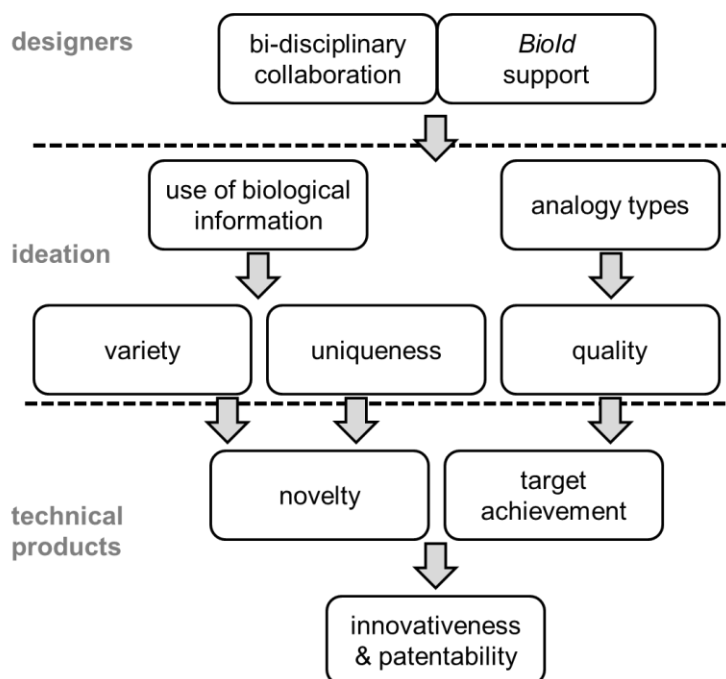 designers
bi-disciplinary
collaboration
BioId
support
use of biological
information
analogy types
ideation
variety
uniqueness
quality
novelty
target
achievement
technical
products
innovativeness
& patentability